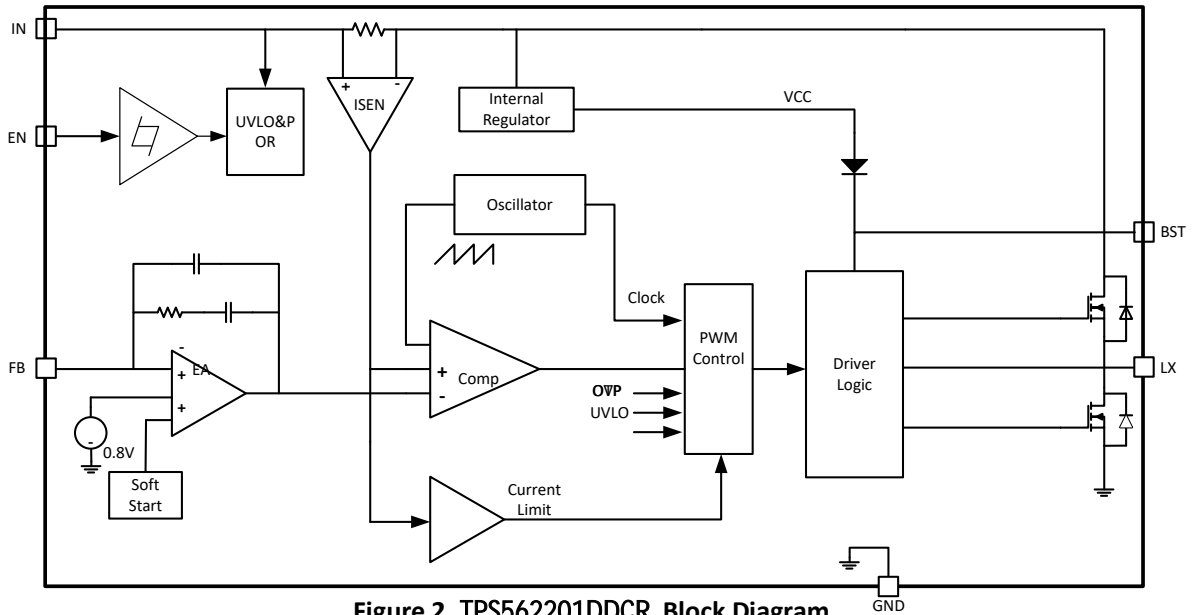 IN
ISEN
+ -
Internal
Regulator
VCC
UVLO&P
OR
EN
Oscillator
BST
Clock
PWM
Control
FB
-
+
EA
+
+
Comp
-
Driver
Logic
LX
UVLO
-
0.8V
Soft
Start
Current
Limit
GND
Figure 2 TPS562201DDCR Block Diagram